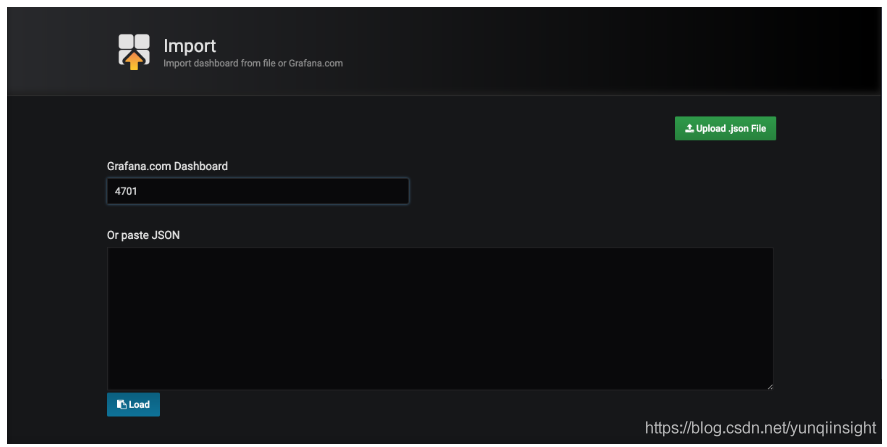 Import
Import dashboard from file or Grafana.com
Upload .json File
Grafana.com Dashboard
4701
Or paste JSON
Load
https://blog.csdn.net/yunqiinsight